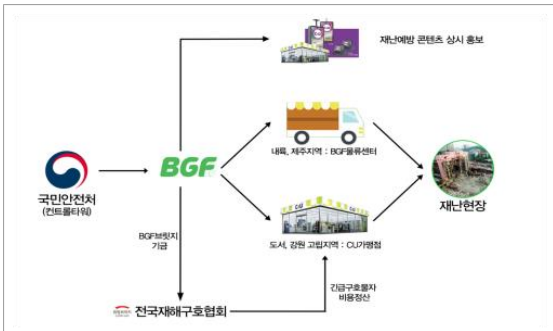 재난예방 콘텐츠 상시 홍보
내륙, 제주지역 : BGF물류센터
BGF
국민안전처
(컨트롤타워)
재난현장
BGF브릿지
기금
도서, 강원 고립지역 : CU가맹점
긴급구호물자
비용정산
전국재해구호협회